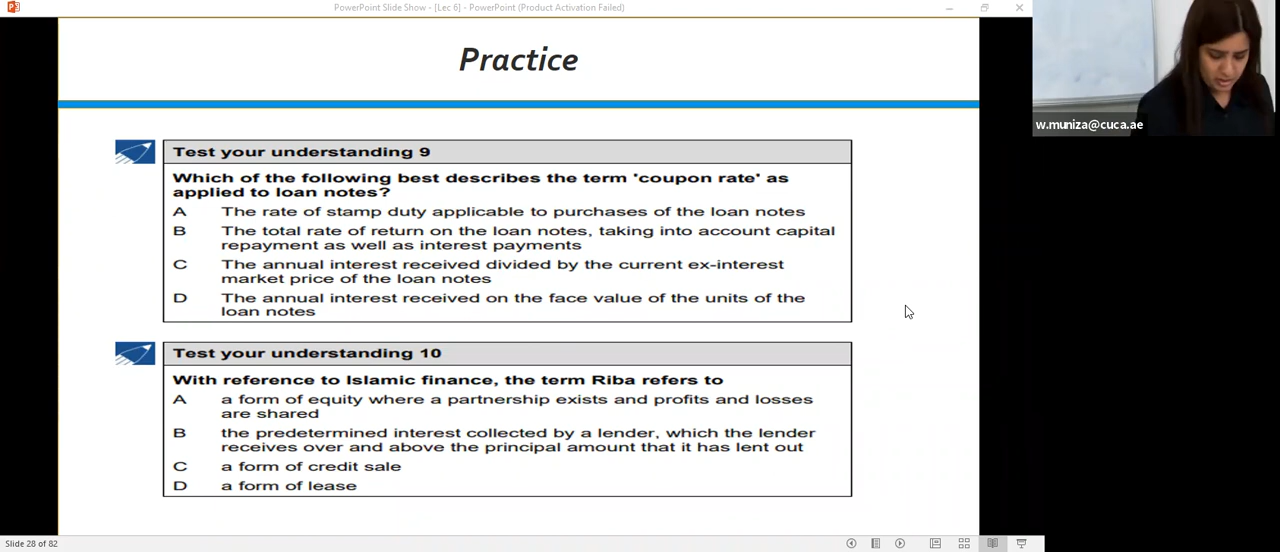 PowerPoint Slide Show - [Lec 6] - PowerPoint (Product Activation Failed)
Practice
w.muniza@cuca.ae
Test your understanding 9
Which of the following best describes the term 'coupon rate' as
applied to loan notes?
A The rate of stamp duty applicable to purchases of the loan notes
B The total rate of return on the loan notes, taking into account capital
repayment as well as interest payments
C The annual interest received divided by the current ex-interest
market price of the loan notes
D The annual interest received on the face value of the units of the
loan notes
Test your understanding 10
With reference to Islamic finance, the term Riba refers to
A a form of equity where a partnership exists and profits and losses
are shared
B the predetermined interest collected by a lender, which the lender
receives over and above the principal amount that it has lent out
C a form of credit sale
D a form of lease
Slide 28 of 82